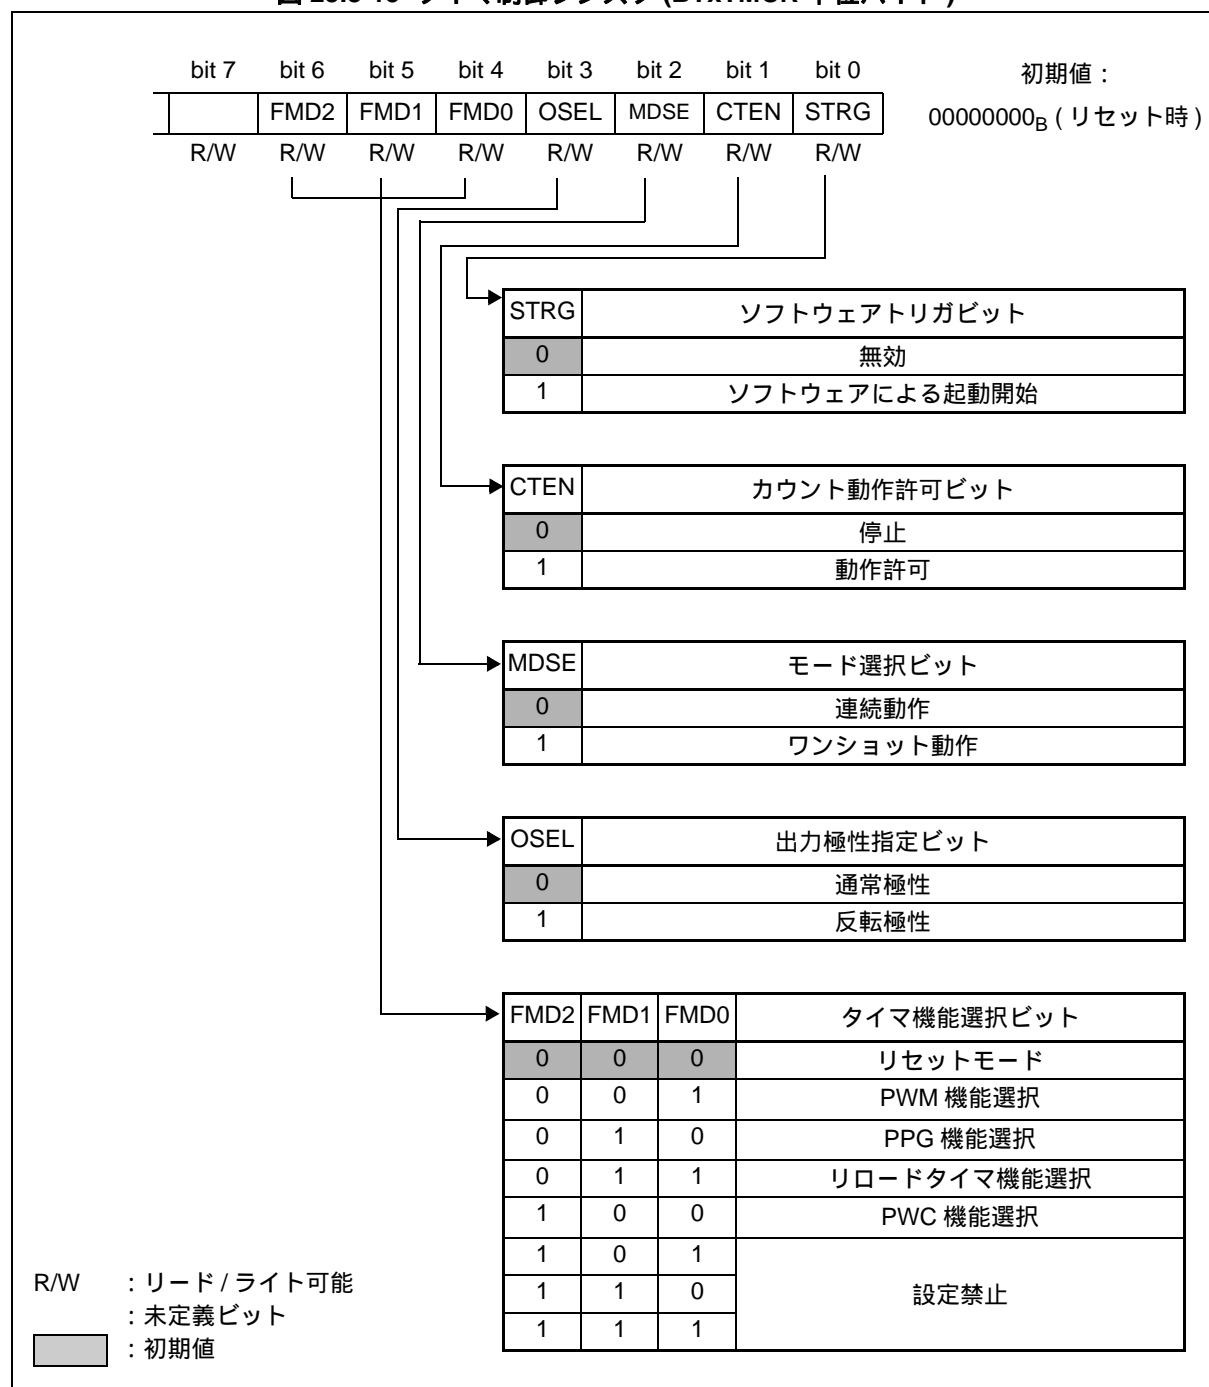 bit 7 bit 6 bit 5 bit 4 bit 3 bit 2 bit 1 bit 0 初期値：
FMD2 FMD1 FMD0 OSEL MDSE CTEN STRG 00000000B ( リセット時 )
R/W R/W R/W R/W R/W R/W R/W R/W
STRG ソフトウェアトリガビット
0 無効
1 ソフトウェアによる起動開始
CTEN カウント動作許可ビット
0 停止
1 動作許可
MDSE モード選択ビット
0 連続動作
1 ワンショット動作
OSEL 出力極性指定ビット
0 通常極性
1 反転極性
FMD2 FMD1 FMD0 タイマ機能選択ビット
0 0 0 リセットモード
0 0 1 PWM 機能選択
0 1 0 PPG 機能選択
0 1 1 リロードタイマ機能選択
1 0 0 PWC 機能選択
1 0 1 設定禁止
1 1 0
1 1 1
R/W ：リード / ライト可能
：未定義ビット
：初期値